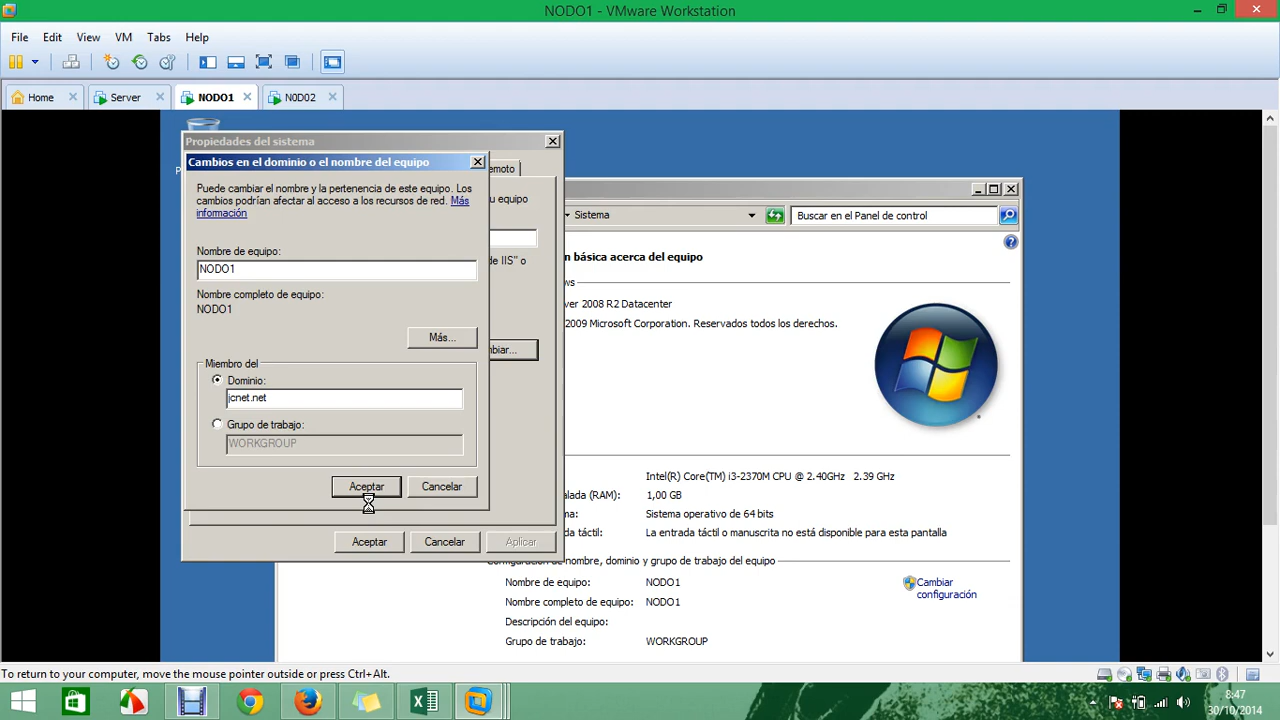 NODO1 - VMware Workstation
File Edit View VM Tabs Help
Home Server NODO1 N0D02
Propiedades del sistema
Cambios en el dominio o el nombre del equipo
emoto
Puede cambiar el nombre y la pertenencia de este equipo. Los
cambios podrían afectar al acceso a los recursos de red. Más
información
u equipo
Sistema
Buscar en el Panel de control
Nombre de equipo:
NODO1
de IIS" o
n básica acerca del equipo
ws
Nombre completo de equipo:
NODO1
ver 2008 R2 Datacenter
2009 Microsoft Corporation. Reservados todos los derechos.
Más...
mbiar...
Miembro del
Dominio:
jcnet.net
Grupo de trabajo:
WORKGROUP
Aceptar Cancelar
Intel(R) Core(TM) i3-2370M CPU @ 2.40GHz 2.39 GHz
alada (RAM): 1,00 GB
ma: Sistema operativo de 64 bits
ha táctil: La entrada táctil o manuscrita no está disponible para esta pantalla
Aceptar Cancelar Aplicar
Configuración de nombre, dominio y grupo de trabajo del equipo
Nombre de equipo: NODO1
Cambiar
configuración
Nombre completo de equipo: NODO1
Descripción del equipo:
Grupo de trabajo: WORKGROUP
To return to your computer, move the mouse pointer outside or press Ctrl+Alt.
8:47
30/10/2014